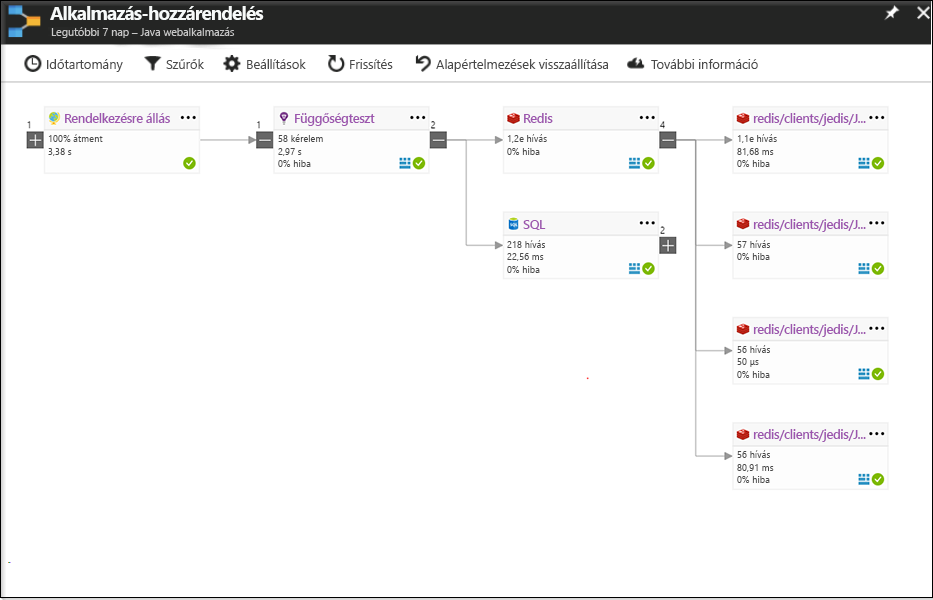 Alkalmazás-hozzárendelés
Legutóbbi 7 nap – Java webalkalmazás
Időtartomány Szűrők Beállítások Frissítés Alapértelmezések visszaállítása További információ
1
Rendelkezésre állás
100% átment
3,38 s
1
Függőségteszt
58 kérelem
2,97 s
0% hiba
2
Redis
1,2e hívás
0% hiba
4
redis/clients/jedis/J...
1,1e hívás
81,68 ms
0% hiba
SQL
218 hívás
22,56 ms
0% hiba
2
redis/clients/jedis/J...
57 hívás
0% hiba
redis/clients/jedis/J...
56 hívás
50 µs
0% hiba
redis/clients/jedis/J...
56 hívás
80,91 ms
0% hiba